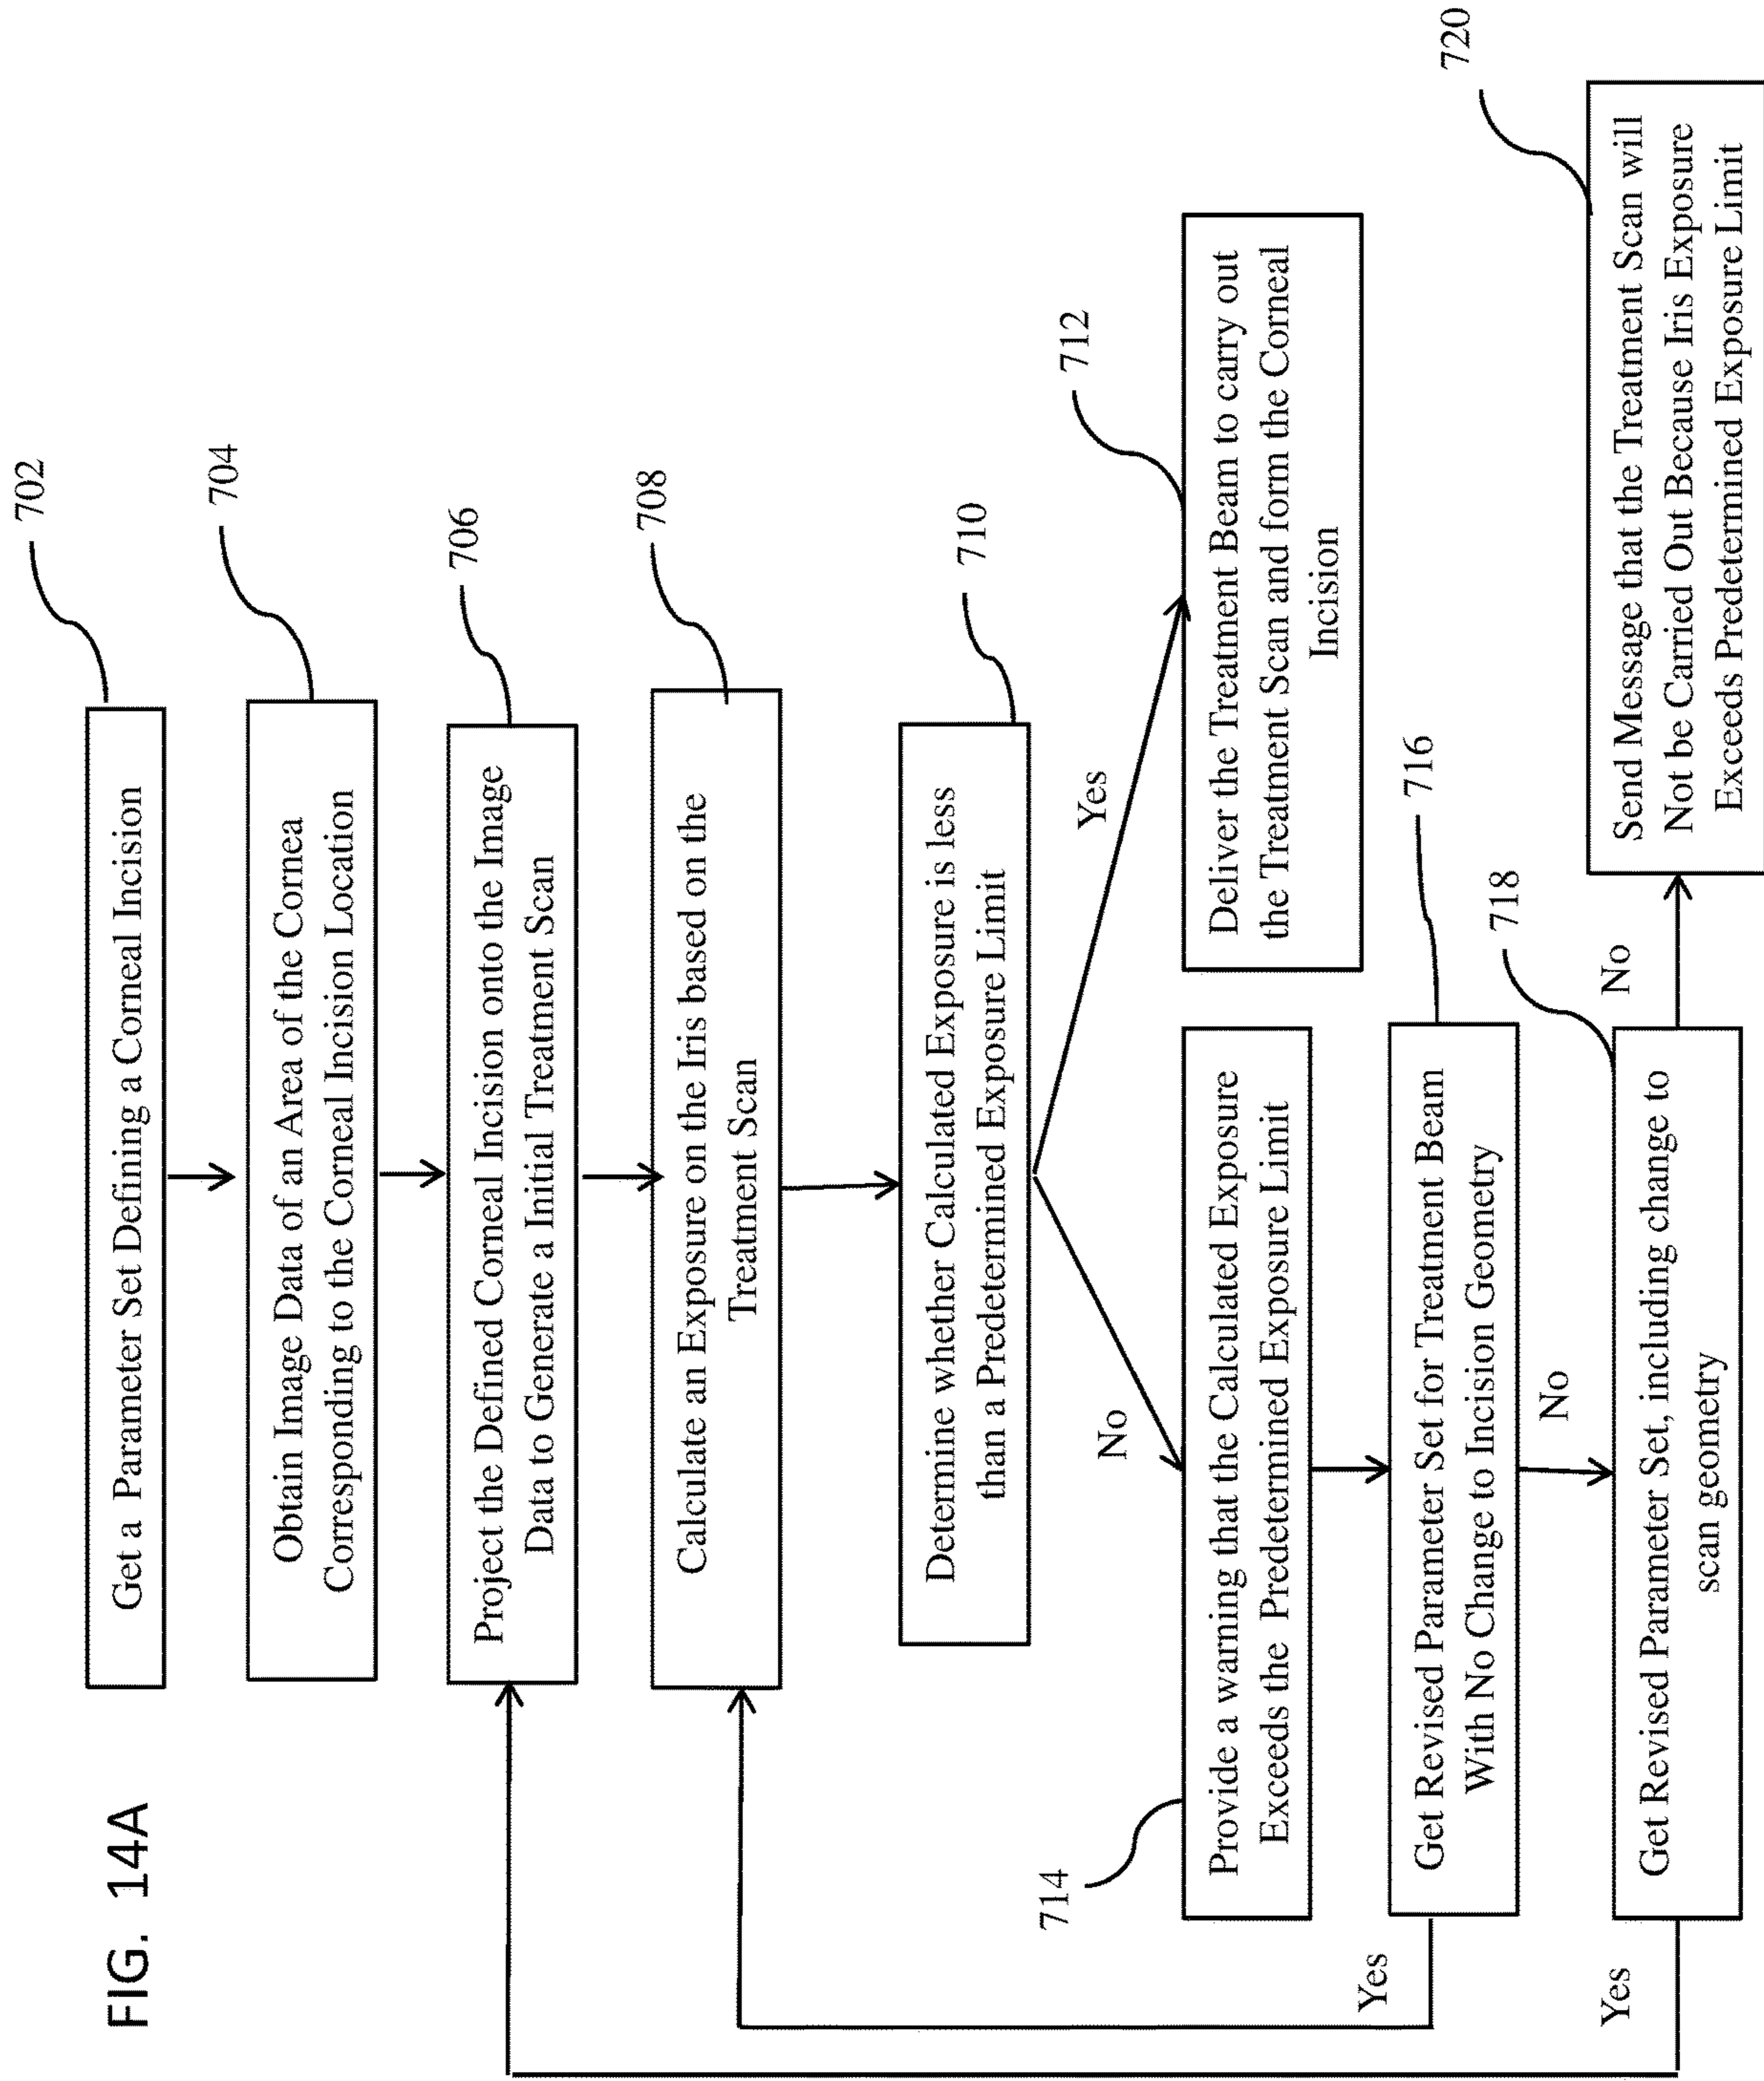 FIG. 14A
702
Get a Parameter Set Defining a Corneal Incision
704
Obtain Image Data of an Area of the Cornea
Corresponding to the Corneal Incision Location
706
Project the Defined Corneal Incision onto the Image
Data to Generate a Initial Treatment Scan
708
Calculate an Exposure on the Iris based on the
Treatment Scan
710
Determine whether Calculated Exposure is less
than a Predetermined Exposure Limit
No
Yes
712
Deliver the Treatment Beam to carry out
the Treatment Scan and form the Corneal
Incision
714
Provide a warning that the Calculated Exposure
Exceeds the Predetermined Exposure Limit
716
Get Revised Parameter Set for Treatment Beam
With No Change to Incision Geometry
Yes
No
718
Get Revised Parameter Set, including change to
scan geometry
Yes
No
720
Send Message that the Treatment Scan will
Not be Carried Out Because Iris Exposure
Exceeds Predetermined Exposure Limit